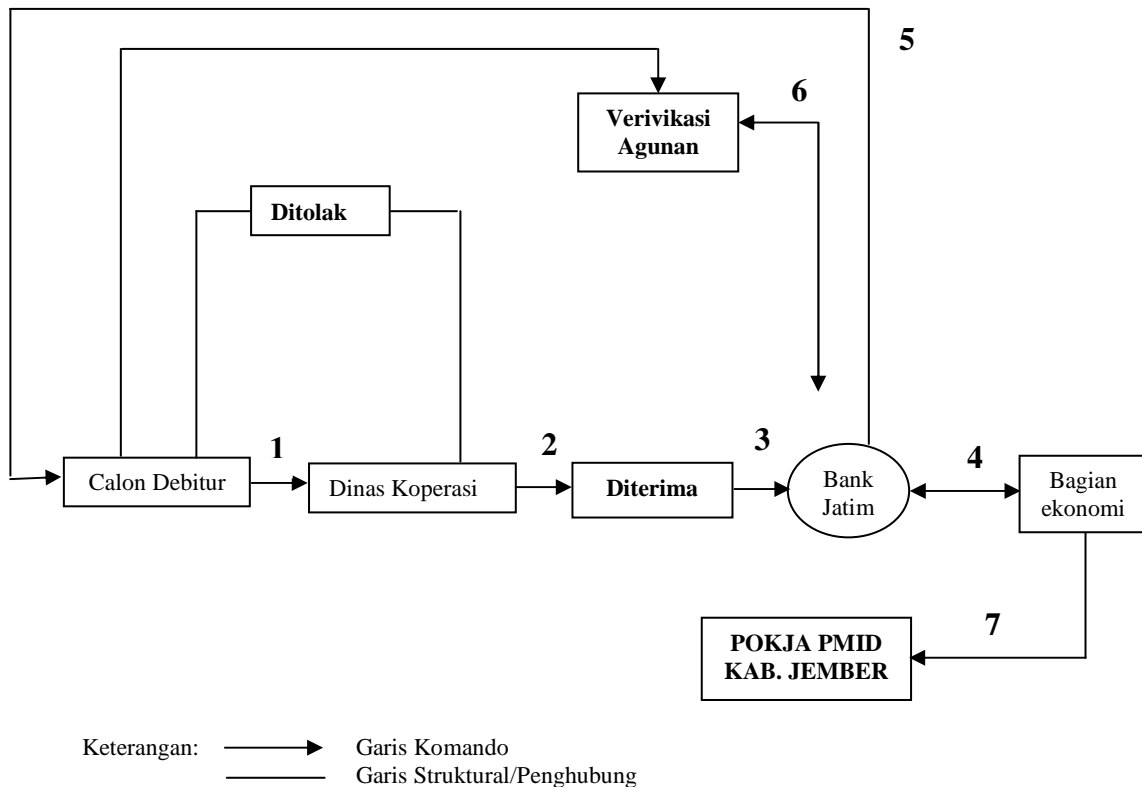 5
6
Verivikasi
Agunan
Ditolak
1
2
3
4
Calon Debitur
Dinas Koperasi
Diterima
Bank
Jatim
Bagian
ekonomi
7
POKJA PMID
KAB. JEMBER
Keterangan:
Garis Komando
Garis Struktural/Penghubung